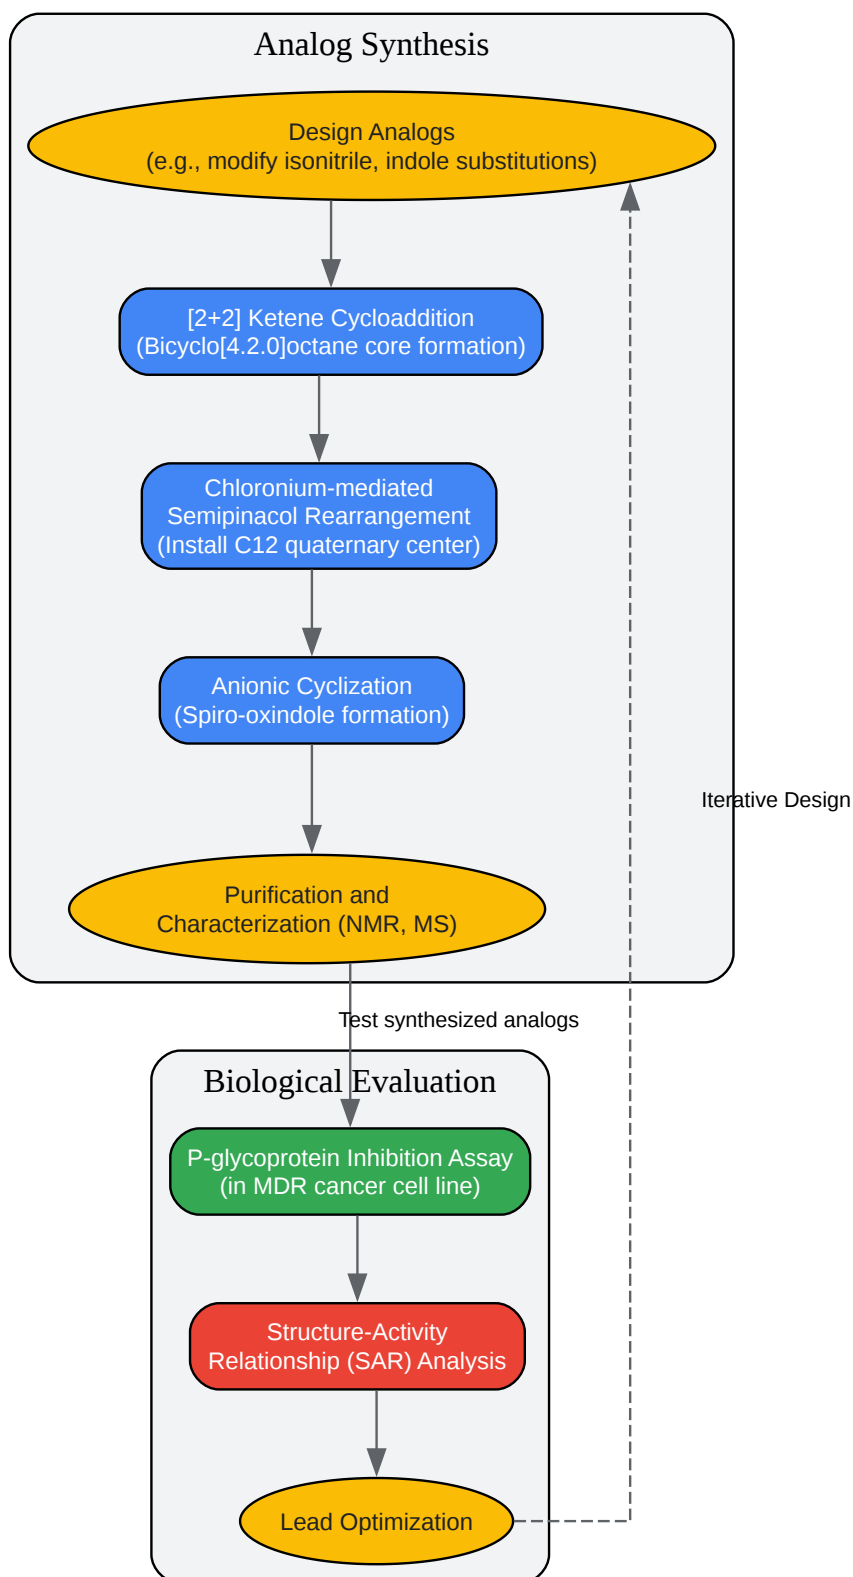 Analog Synthesis
Design Analogs
(e.g., modify isonitrile, indole substitutions)
[2+2] Ketene Cycloaddition
(Bicyclo[4.2.0]octane core formation)
Chloronium-mediated
Semipinacol Rearrangement
(Install C12 quaternary center)
Anionic Cyclization
(Spiro-oxindole formation)
Iterative Design
Purification and
Characterization (NMR, MS)
Test synthesized analogs
Biological Evaluation
P-glycoprotein Inhibition Assay
(in MDR cancer cell line)
Structure-Activity
Relationship (SAR) Analysis
Lead Optimization